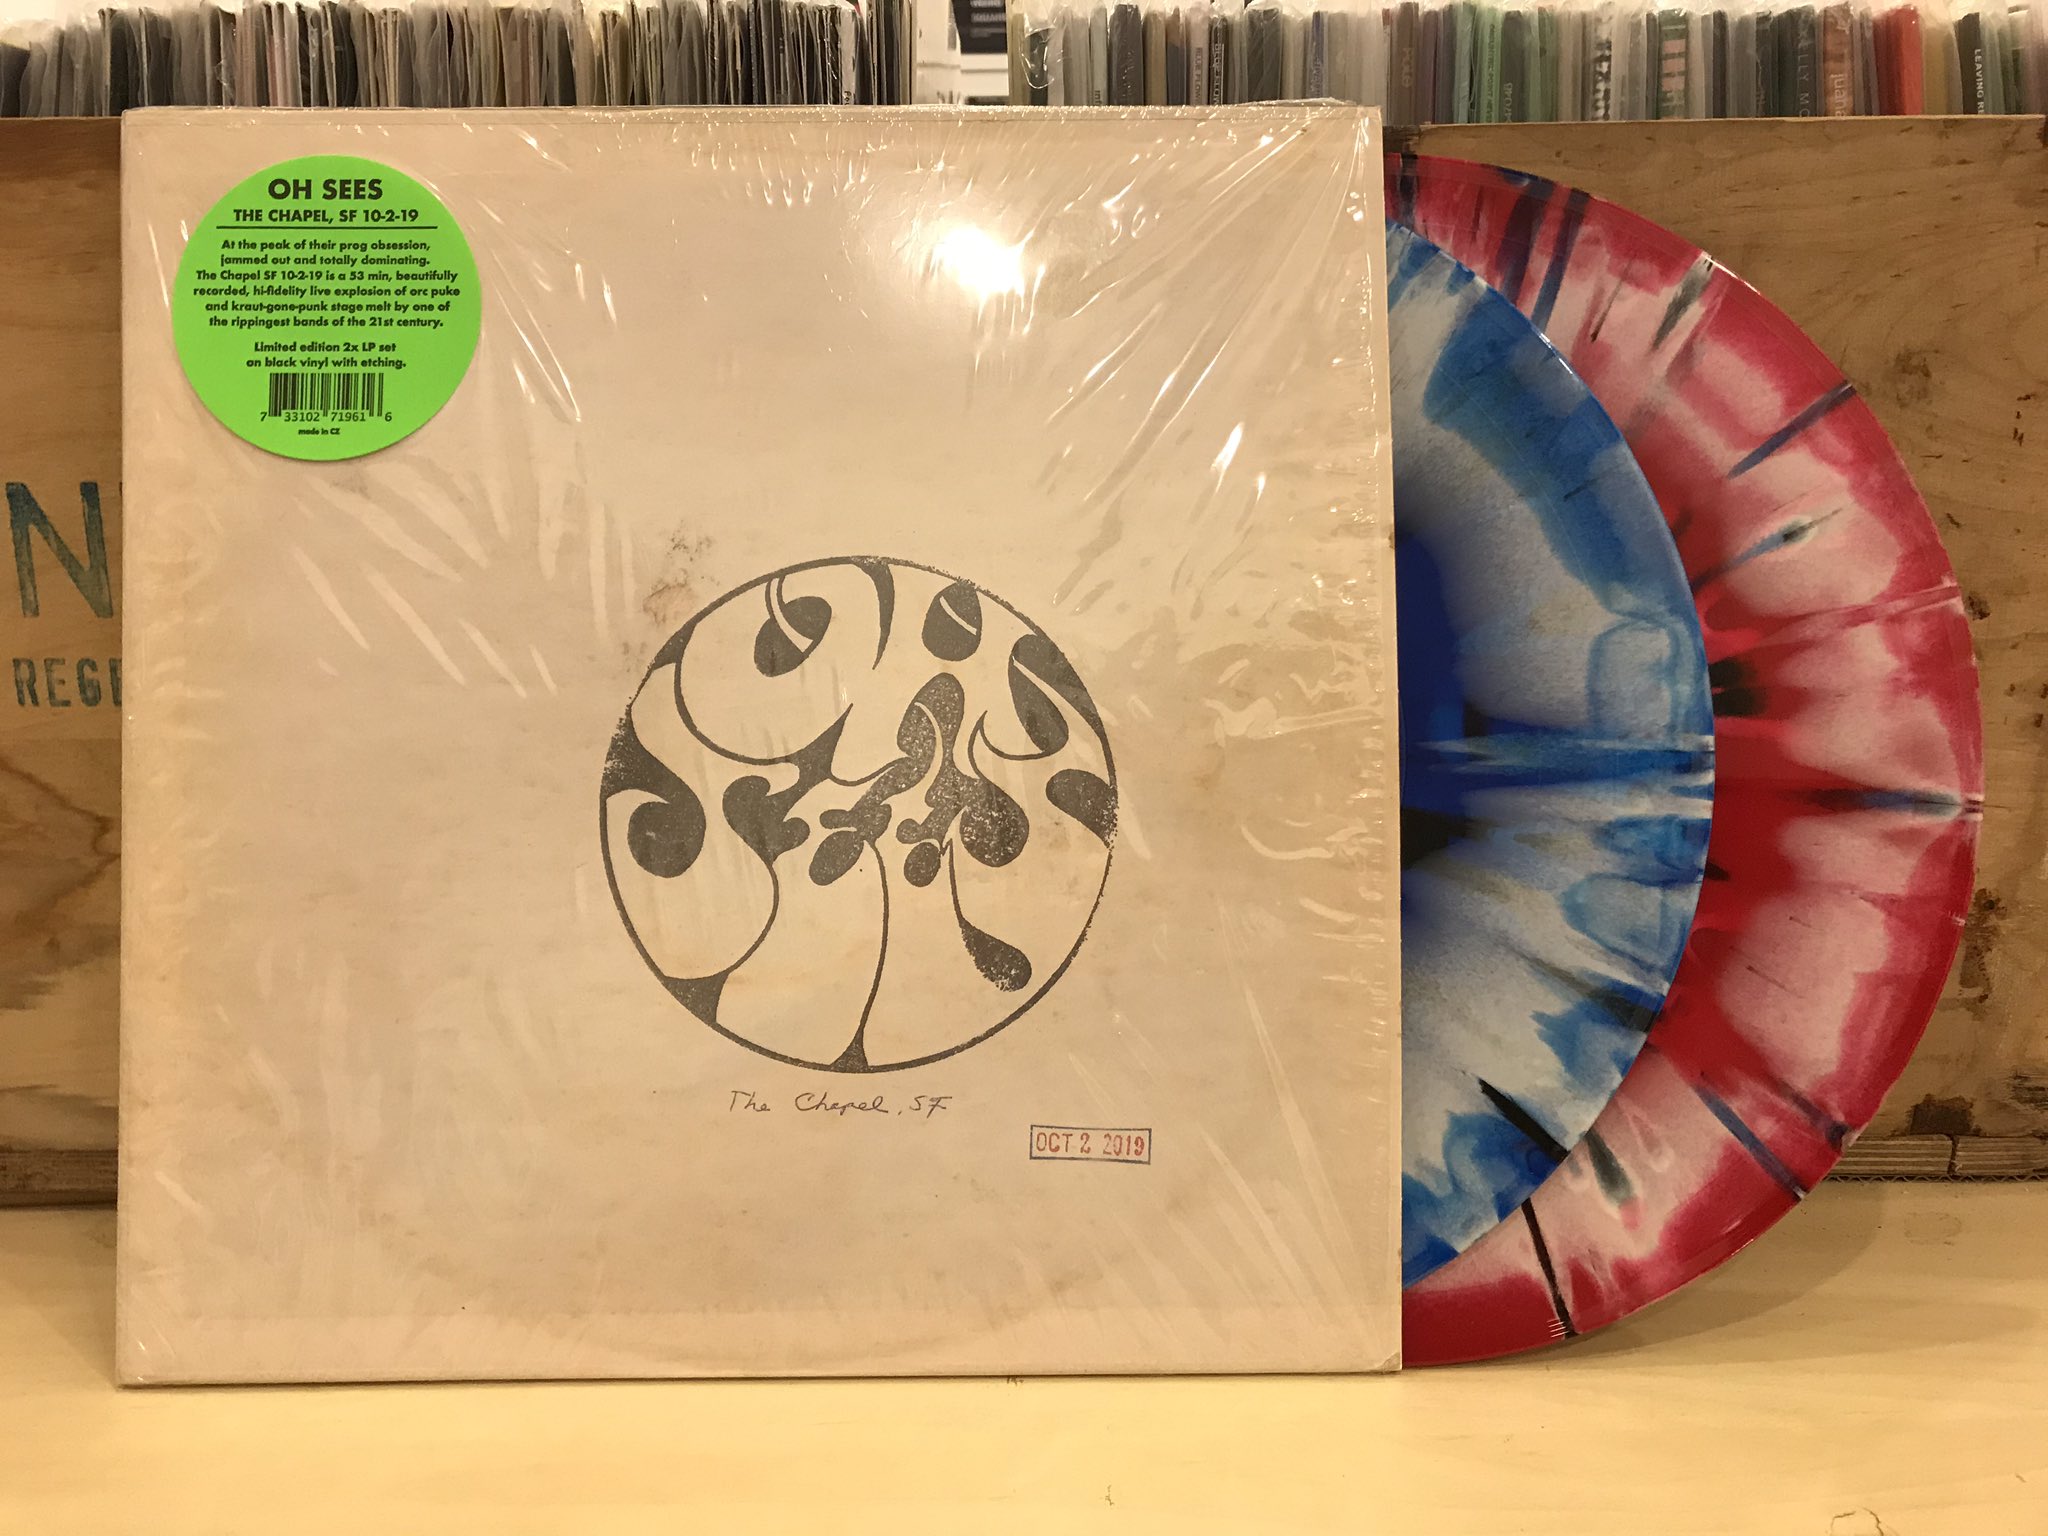 OH SEES
THE CHAPEL, SF 10-2-19
At the peak of their prog obsession,
jammed out and totally dominating.
The Chapel SF 10-2-19 is a 53 min, beautifully
recorded, hi-fidelity live explosion of orc puke
and kraut-gone-punk stage melt by one of
the rippingest bands of the 21st century.
Limited edition 2x LP set
on black vinyl with etching.
7 33102 71961 6
made in CZ
The Chapel, SF
OCT 2 2019
N
REGE
LEAVING RE